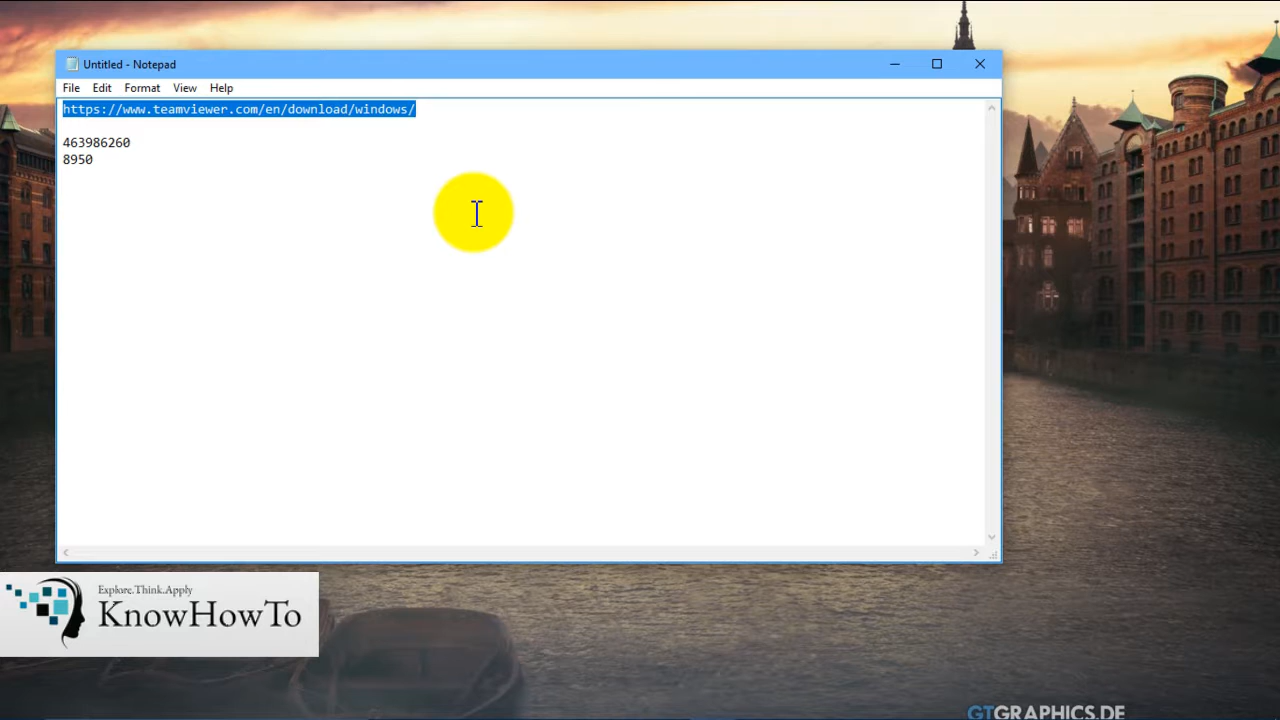 Untitled - Notepad
File Edit Format View Help
https://www.teamviewer.com/en/download/windows/
463986260
8950
Explore.Think.Apply
KnowHowTo
GTGRAPHICS.DE